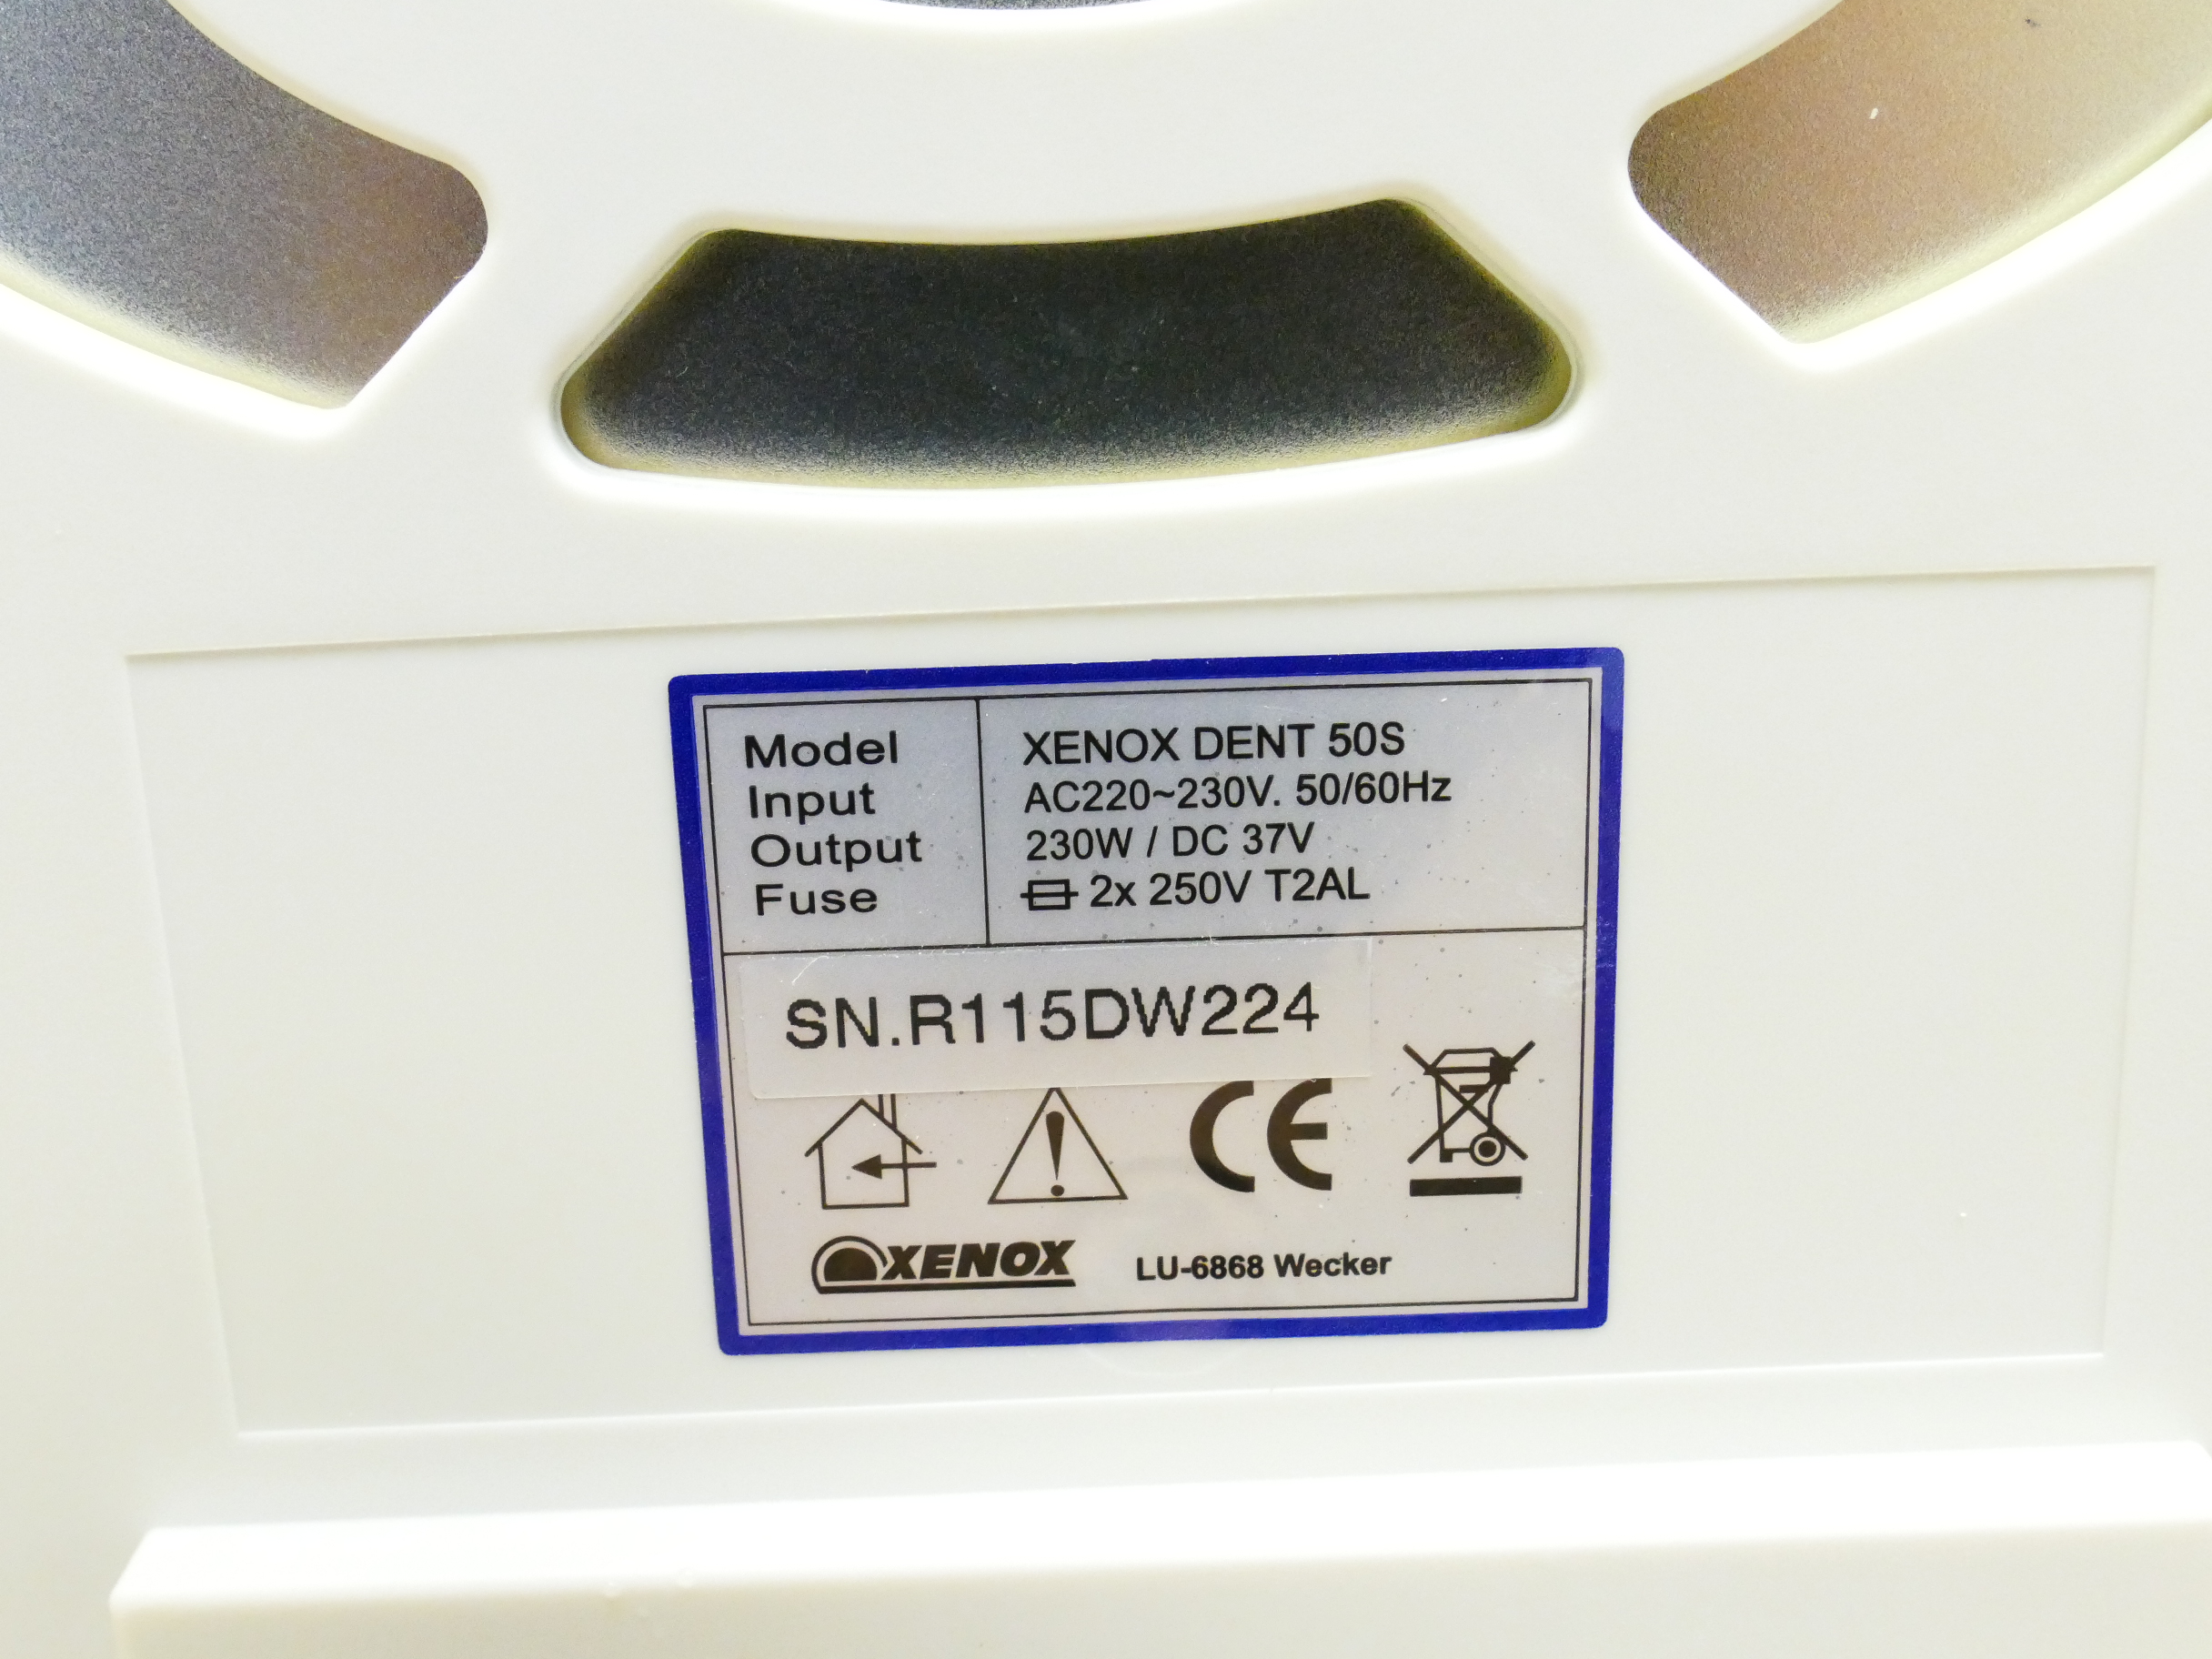 Model XENOX DENT 50S
Input AC220~230V. 50/60Hz
Output 230W / DC 37V
Fuse 2x 250V T2AL
SN.R115DW224
CE
XENOX LU-6868 Wecker